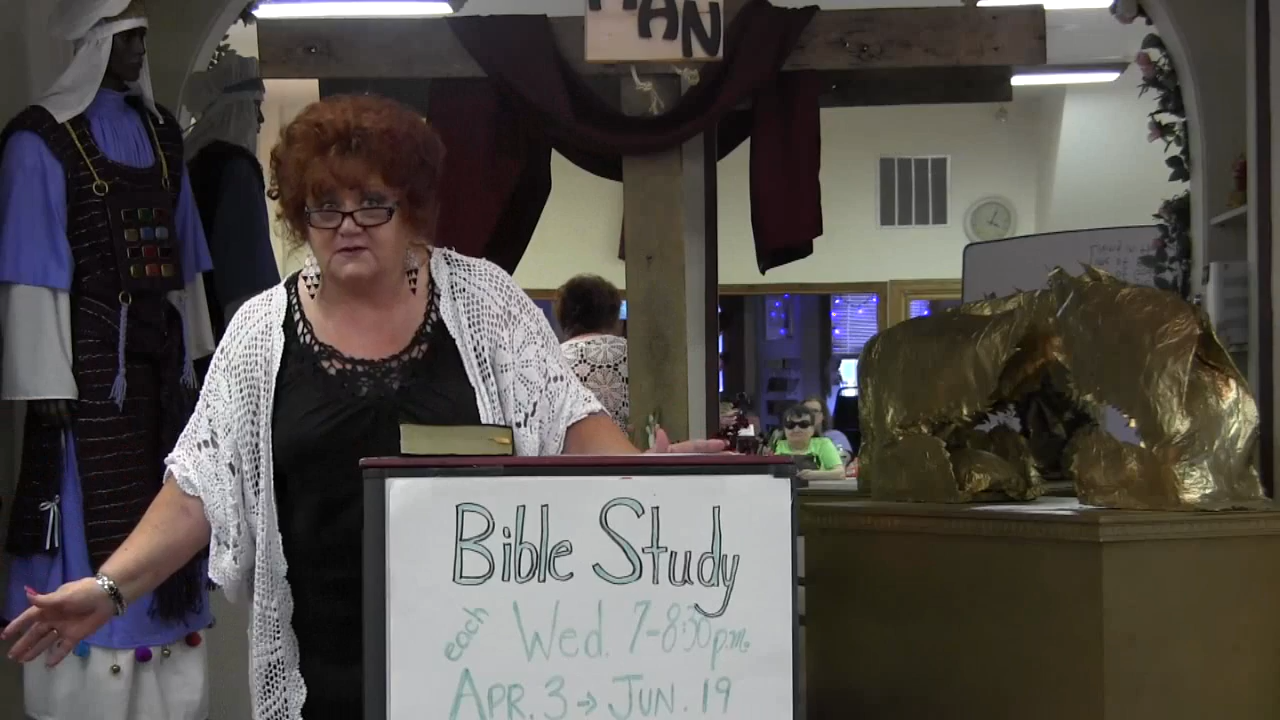 MAN
Bible Study
each Wed. 7-8:30 p.m.
APR. 3 → JUN. 19